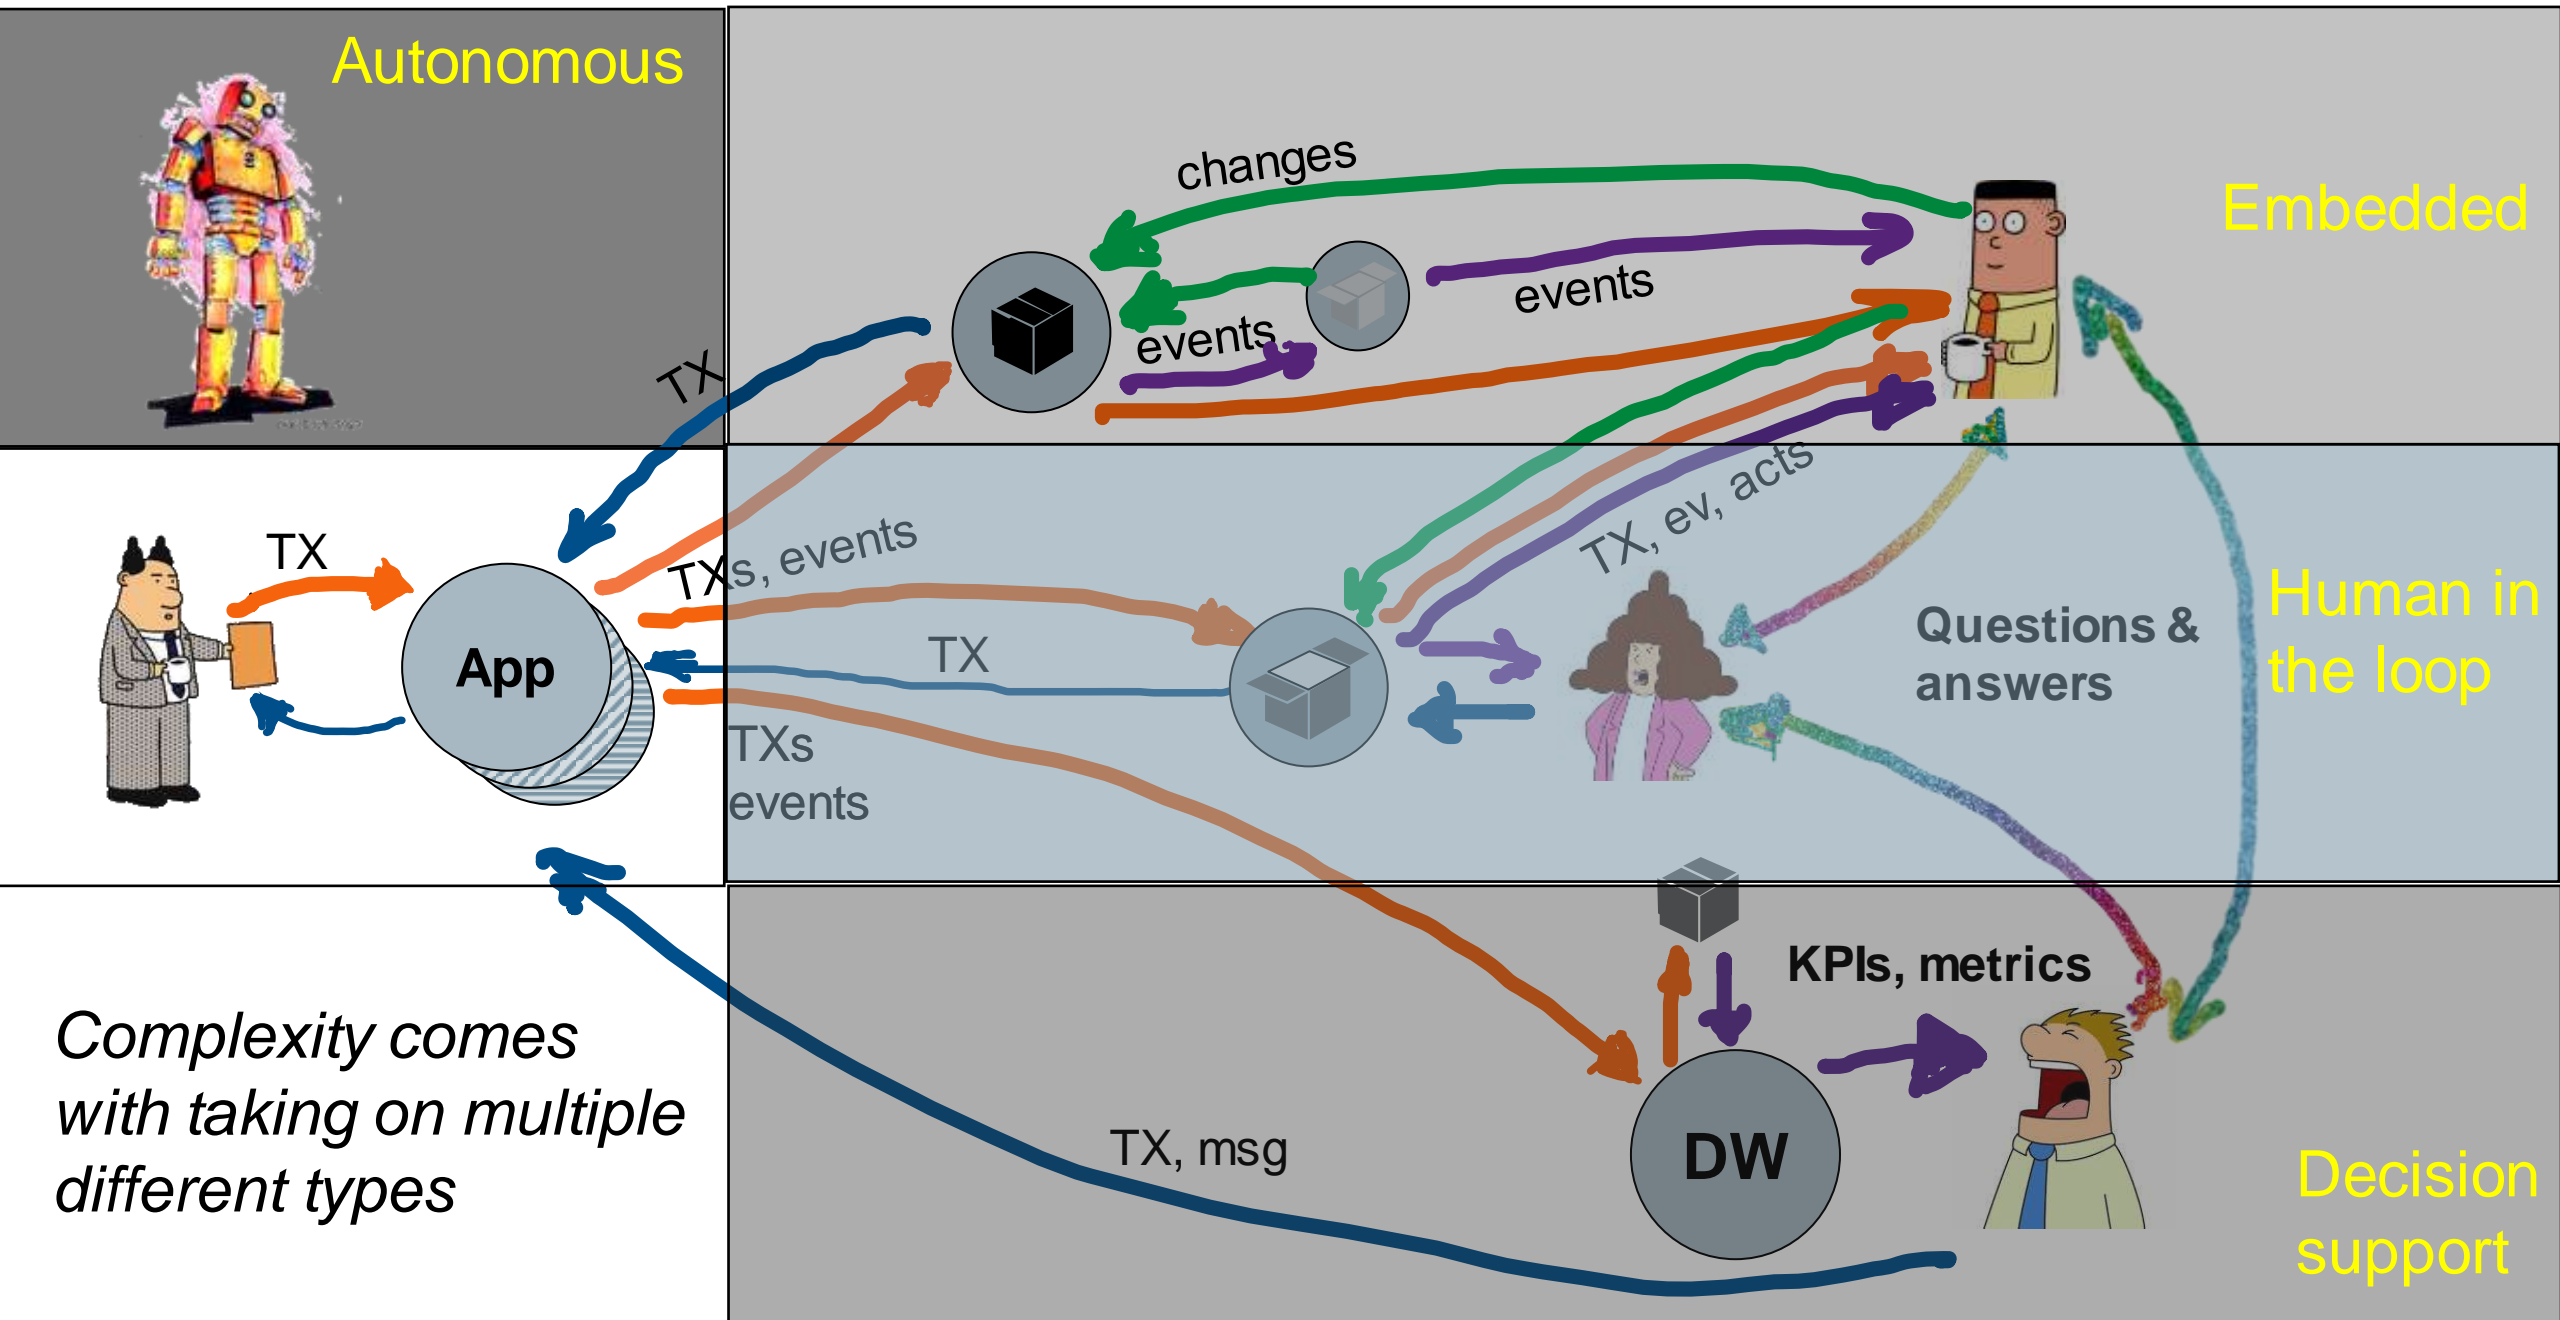 Autonomous
changes
Embedded
events
events
TX
TX
TXs, events
TX, ev, acts
Human in
the loop
Questions &
answers
App
TX
TXs
events
KPIs, metrics
Complexity comes
with taking on multiple
different types
TX, msg
DW
Decision
support